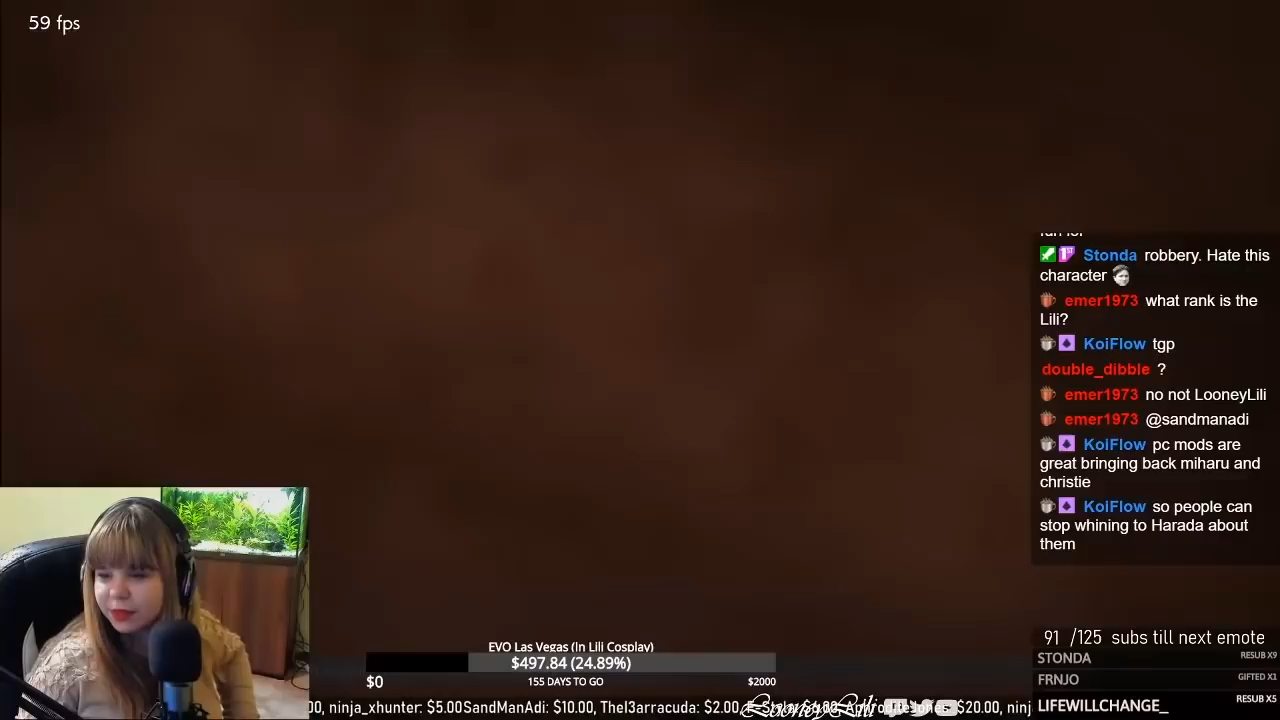 59 fps
Stonda robbery. Hate this
character
emer1973 what rank is the
Lili?
KoiFlow tgp
double_dibble ?
emer1973 no not LooneyLili
emer1973 @sandmanadi
KoiFlow pc mods are
great bringing back miharu and
christie
KoiFlow so people can
stop whining to Harada about
them
91 /125 subs till next emote
STONDA RESUB X9
FRNJO GIFTED X1
LIFEWILLCHANGE_ RESUB X5
EVO Las Vegas (In Lili Cosplay)
$497.84 (24.89%)
$0 155 DAYS TO GO $2000
ninja_xhunter: $5.00SandManAdi: $10.00, Thel3arracuda: $2.00, $20.00, ninj
LooneyLili